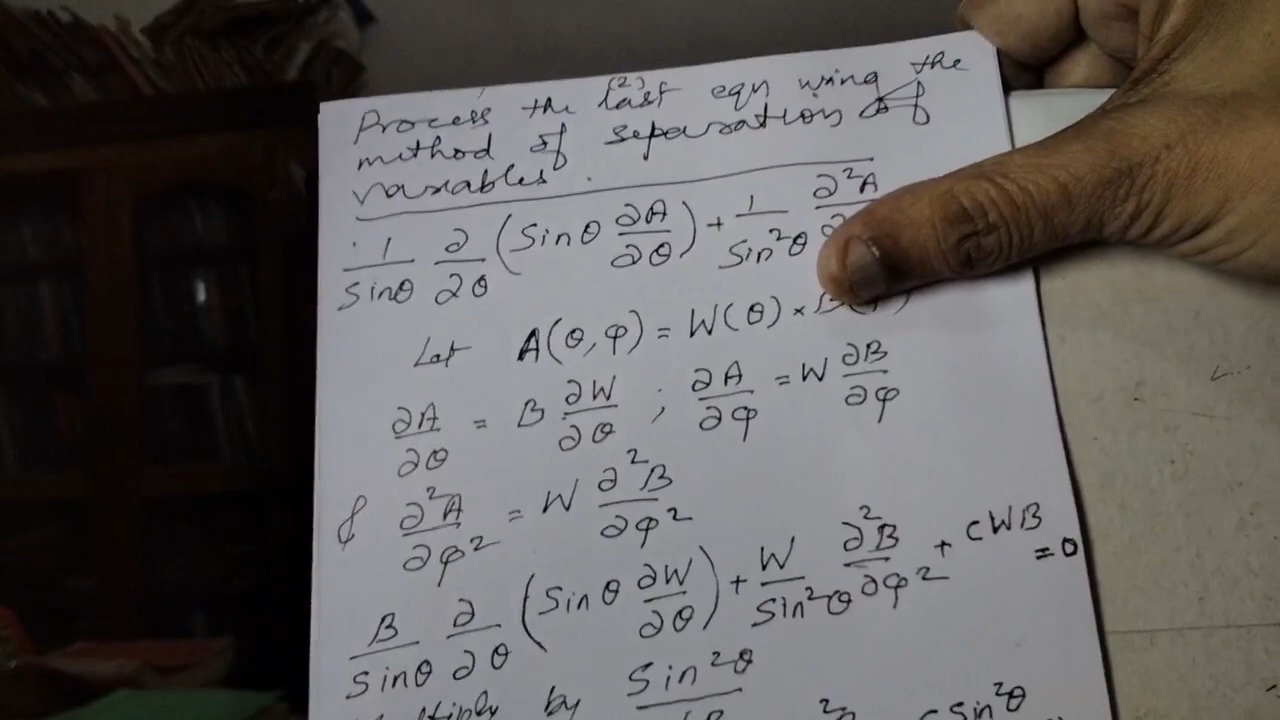 Process the last (2) eqn using the
method of separation of
variables.
1/sinθ ∂/∂θ (Sinθ ∂A/∂θ) + 1/Sin²θ ∂²A
Let A(θ,φ) = W(θ) ×
∂A/∂θ = B ∂W/∂θ ; ∂A/∂φ = W ∂B/∂φ
& ∂²A/∂φ² = W ∂²B/∂φ²
B/sinθ ∂/∂θ (Sinθ ∂W/∂θ) + W/Sin²θ ∂²B/∂φ² + CWB = 0
by Sin²θ
CSin²θ